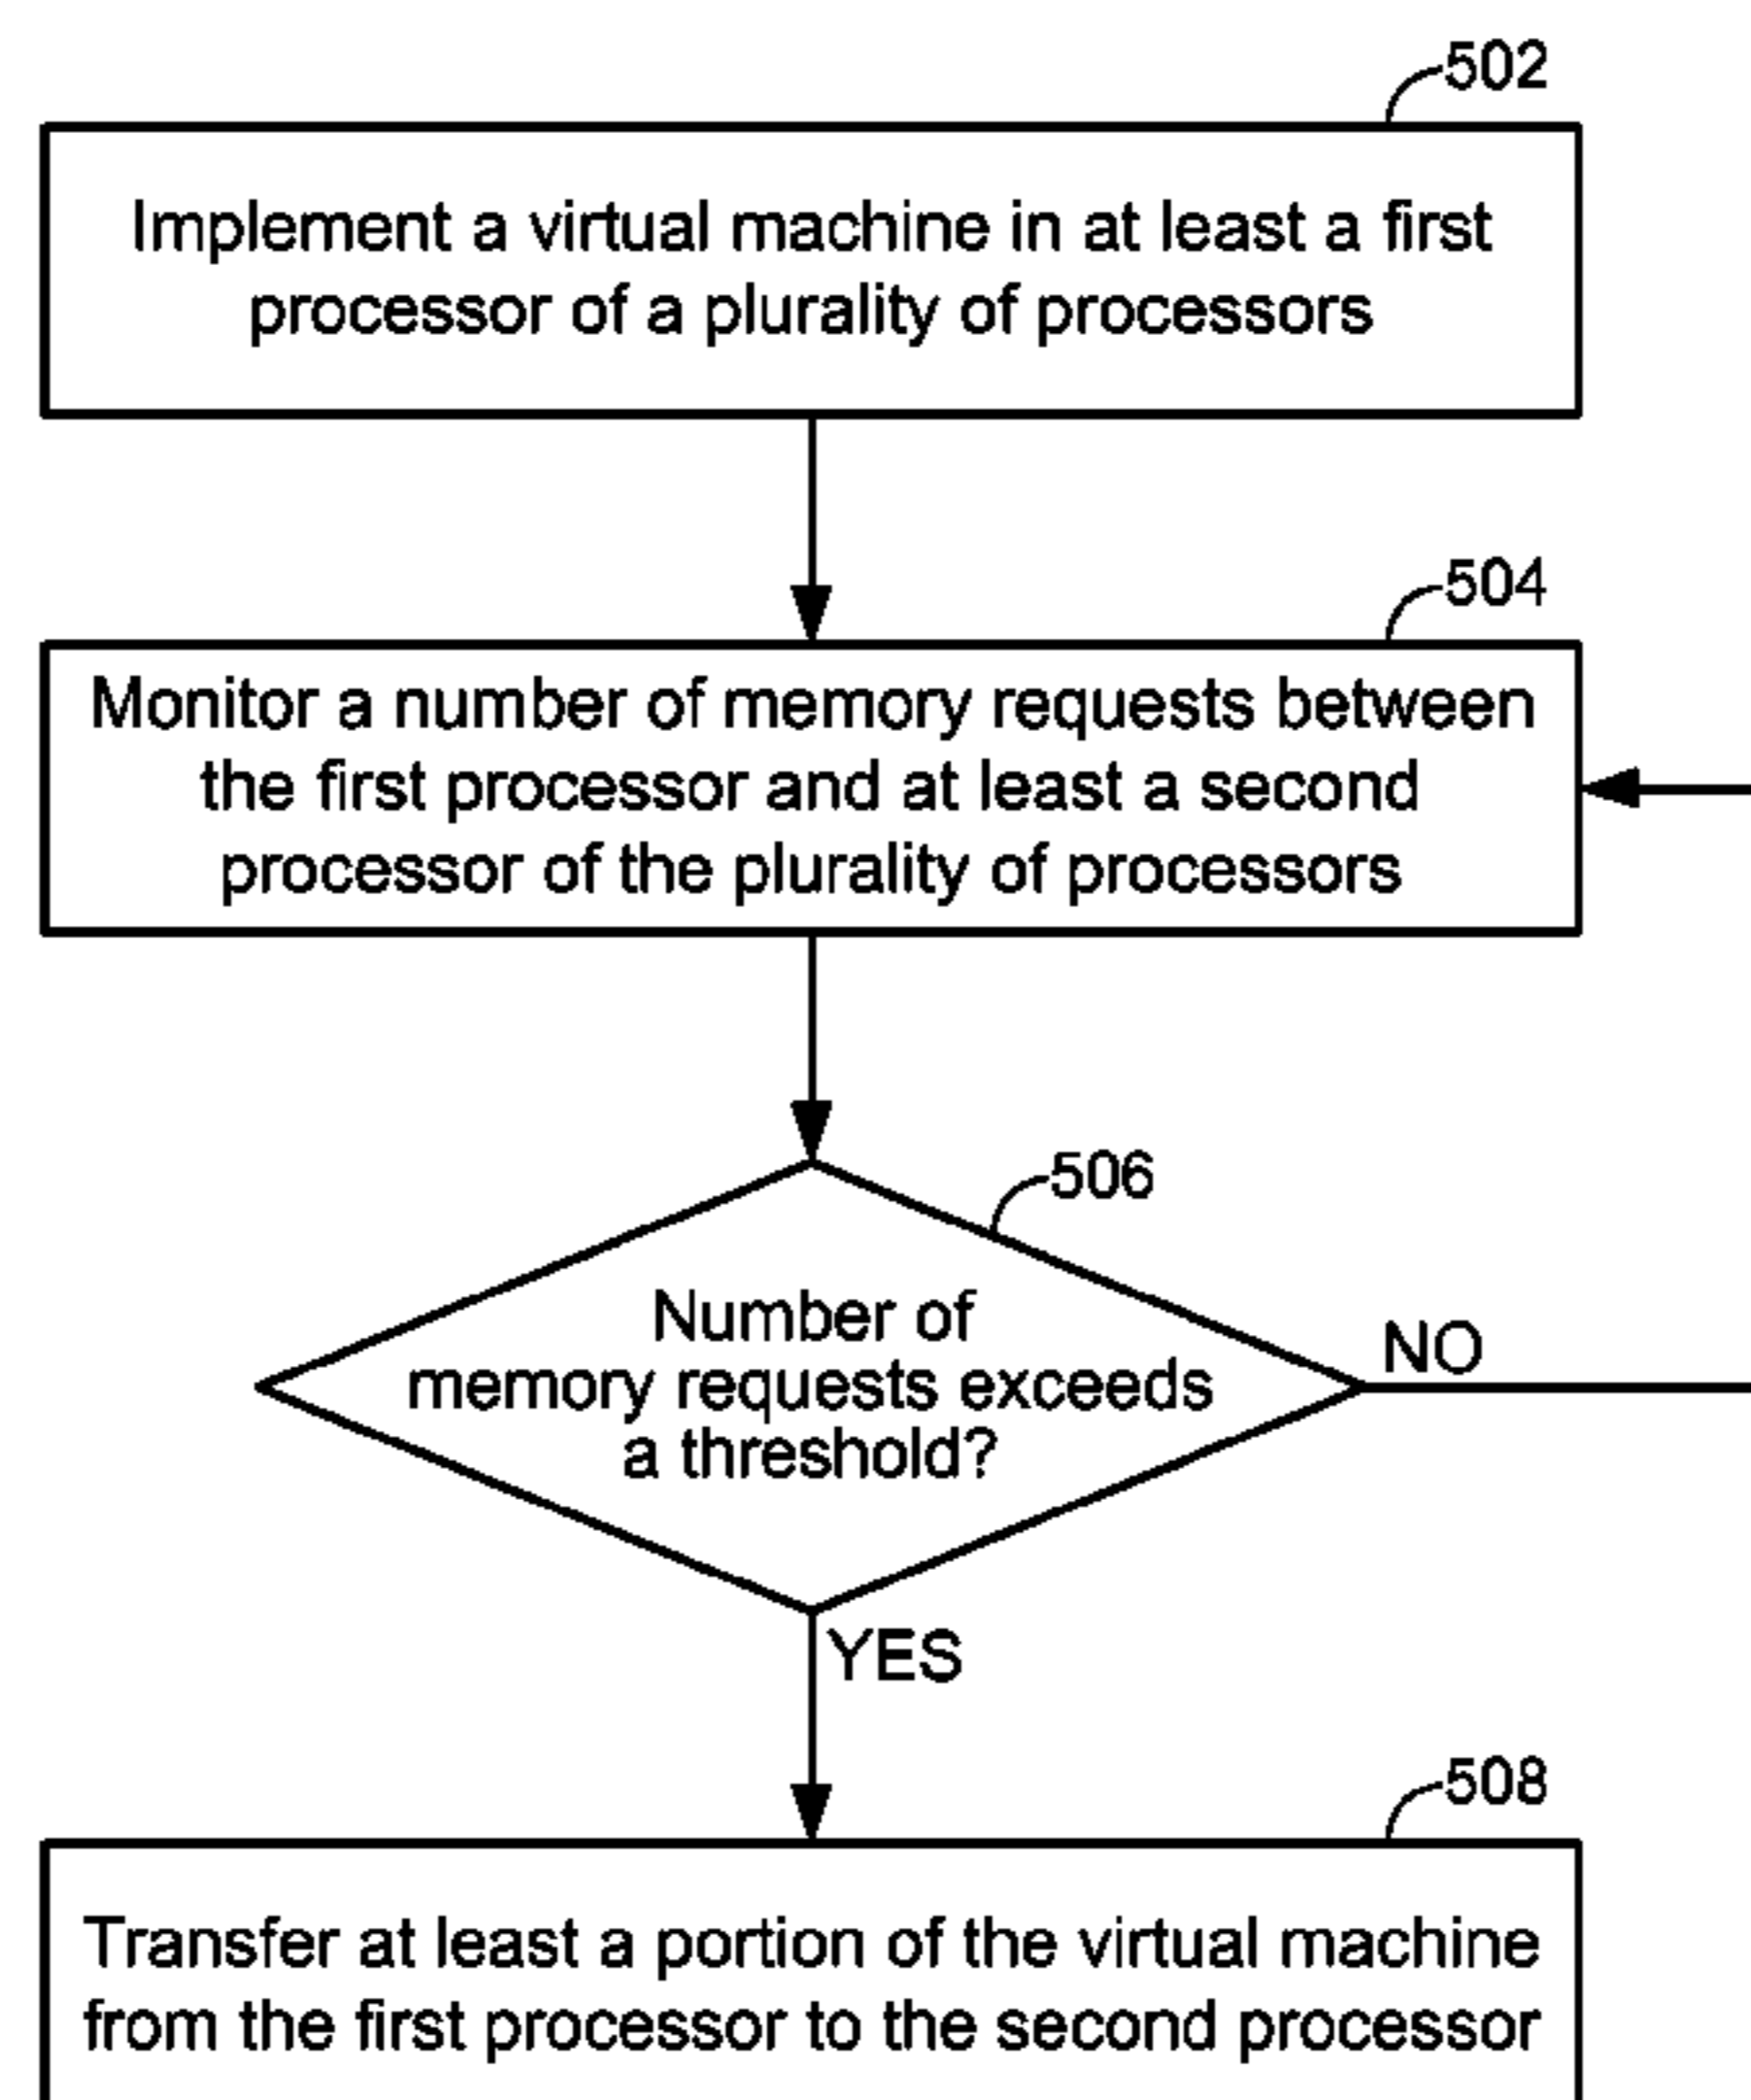 502
Implement a virtual machine in at least a first
processor of a plurality of processors
504
Monitor a number of memory requests between
the first processor and at least a second
processor of the plurality of processors
506
Number of
memory requests exceeds
a threshold?
NO
YES
508
Transfer at least a portion of the virtual machine
from the first processor to the second processor